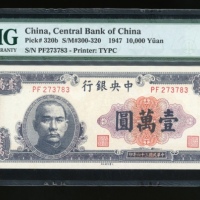 China, Central Bank of China
Pick# 320b S/M#300-320 1947 10,000 Yüan
S/N PF273783 - Printer: TYPC
行銀央中
PF 273783
PF 273783
圓萬壹